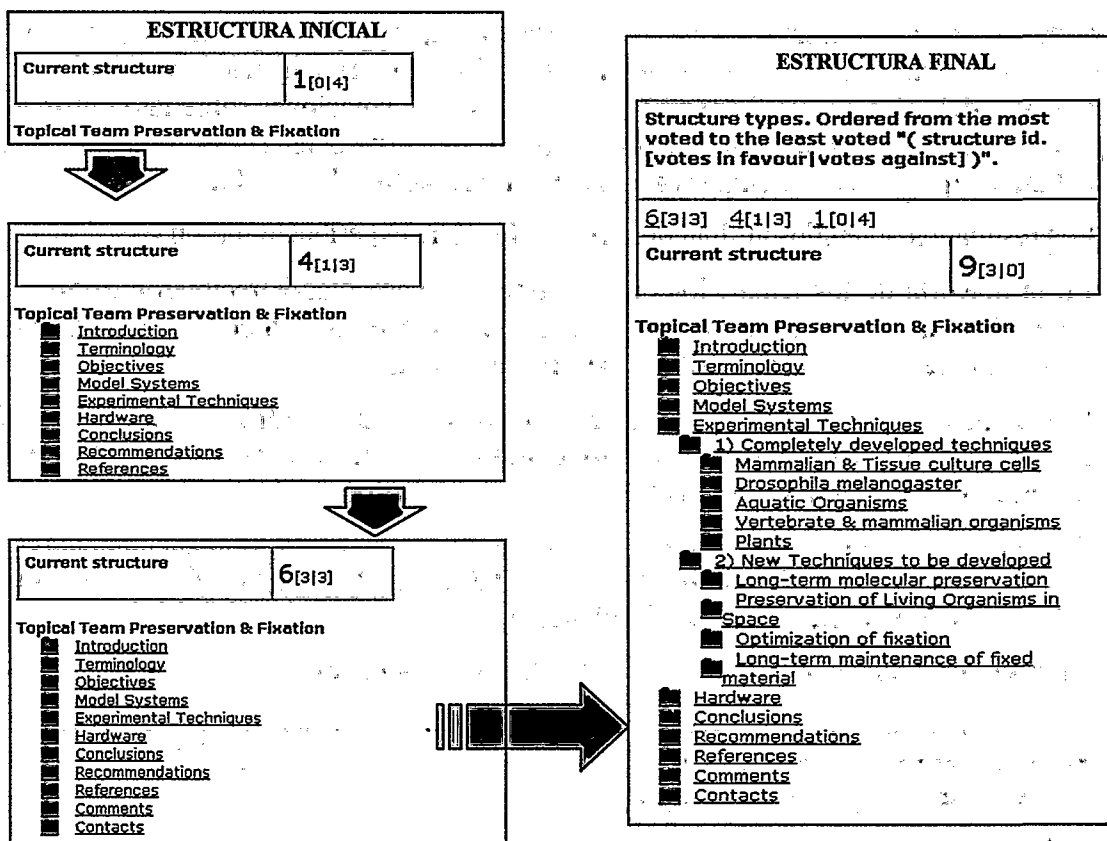 ESTRUCTURA INICIAL
Current structure
1[0|4]
Topical Team Preservation & Fixation
Current structure
4[1|3]
Topical Team Preservation & Fixation
Introduction
Terminology
Objectives
Model Systems
Experimental Techniques
Hardware
Conclusions
Recommendations
References
Current structure
6[3|3]
Topical Team Preservation & Fixation
Introduction
Terminology
Objectives
Model Systems
Experimental Techniques
Hardware
Conclusions
Recommendations
References
Comments
Contacts
ESTRUCTURA FINAL
Structure types. Ordered from the most
voted to the least voted "( structure id.
[votes in favour|votes against] )".
6[3|3] 4[1|3] 1[0|4]
Current structure
9[3|0]
Topical Team Preservation & Fixation
Introduction
Terminology
Objectives
Model Systems
Experimental Techniques
1) Completely developed techniques
Mammalian & Tissue culture cells
Drosophila melanogaster
Aquatic Organisms
Vertebrate & mammalian organisms
Plants
2) New Techniques to be developed
Long-term molecular preservation
Preservation of Living Organisms in
Space
Optimization of fixation
Long-term maintenance of fixed
material
Hardware
Conclusions
Recommendations
References
Comments
Contacts